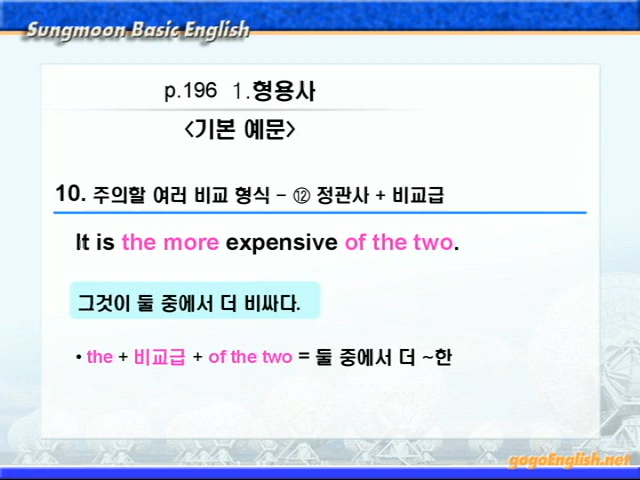 Sungmoon Basic English
p.196 1.형용사
<기본 예문>
10. 주의할 여러 비교 형식 – ⑫ 정관사 + 비교급
It is the more expensive of the two.
그것이 둘 중에서 더 비싸다.
• the + 비교급 + of the two = 둘 중에서 더 ~한
gogoEnglish.net